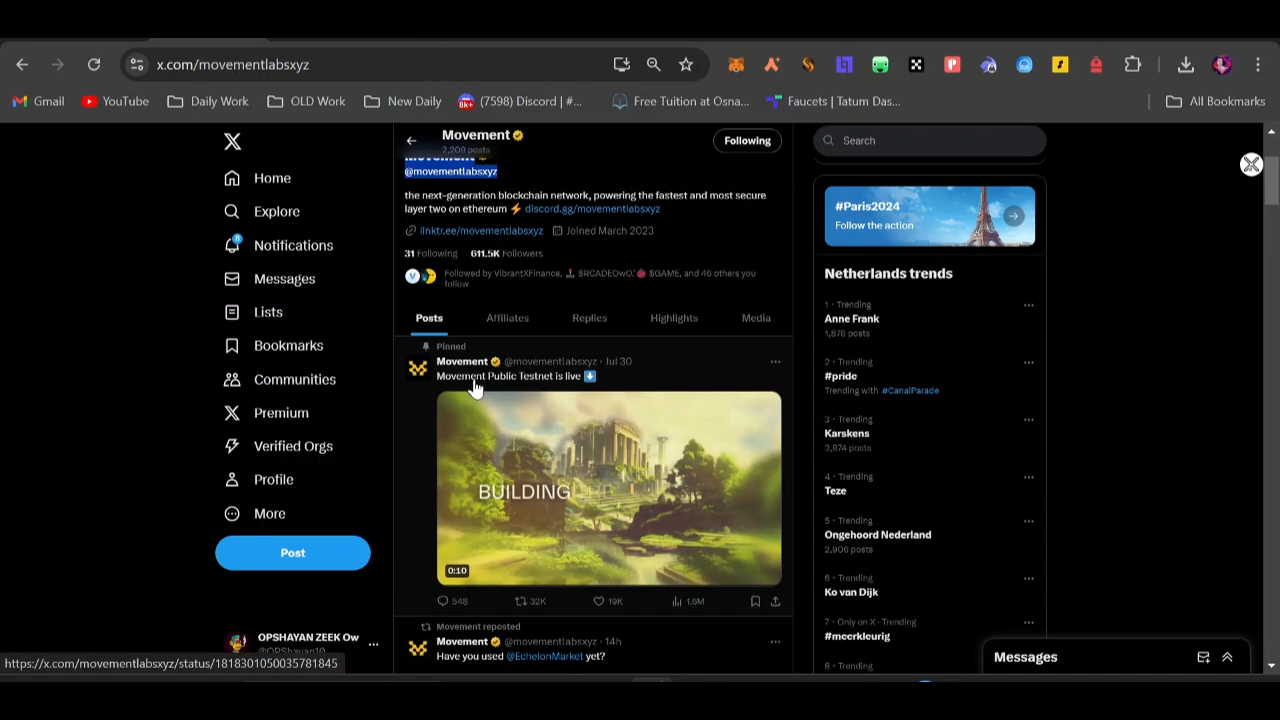 x.com/movementlabsxyz
Gmail
YouTube
Daily Work
OLD Work
New Daily
8K+
(7598) Discord | #...
Free Tuition at Osna...
Faucets | Tatum Das...
All Bookmarks
Home
Explore
Notifications
Messages
Lists
Bookmarks
Communities
Premium
Verified Orgs
Profile
More
Post
OPSHAYAN ZEEK Ow
https://x.com/movementlabsxyz/status/1818301050035781845
Movement
2,209 posts
Following
Movement
@movementlabsxyz
the next-generation blockchain network, powering the fastest and most secure
layer two on ethereum ⚡ discord.gg/movementlabsxyz
linktr.ee/movementlabsxyz Joined March 2023
31 Following 611.5K Followers
Followed by VibrantXFinance, 🕹️ $RCADEOwO, $GAME, and 46 others you
follow
Posts
Affiliates
Replies
Highlights
Media
Pinned
Movement @movementlabsxyz · Jul 30
Movement Public Testnet is live ⬇️
BUILDING
0:10
548
32K
19K
1.6M
Movement reposted
Movement @movementlabsxyz · 14h
Have you used @EchelonMarket yet?
Search
#Paris2024
Follow the action
Netherlands trends
1 · Trending
Anne Frank
1,876 posts
2 · Trending
#pride
Trending with #CanalParade
3 · Trending
Karskens
3,874 posts
4 · Trending
Teze
5 · Trending
Ongehoord Nederland
2,906 posts
6 · Trending
Ko van Dijk
7 · Only on X · Trending
#meerkleurig
8 · Trending
Messages